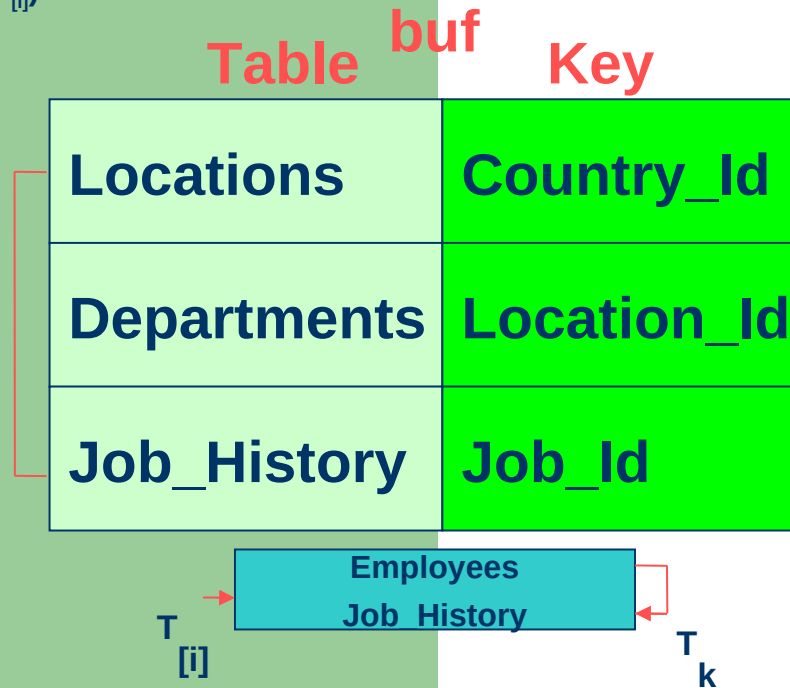 [i]
buf
Table Key
Locations Country_Id
Departments Location_Id
Job_History Job_Id
Employees
Job_History
T
[i]
T
k